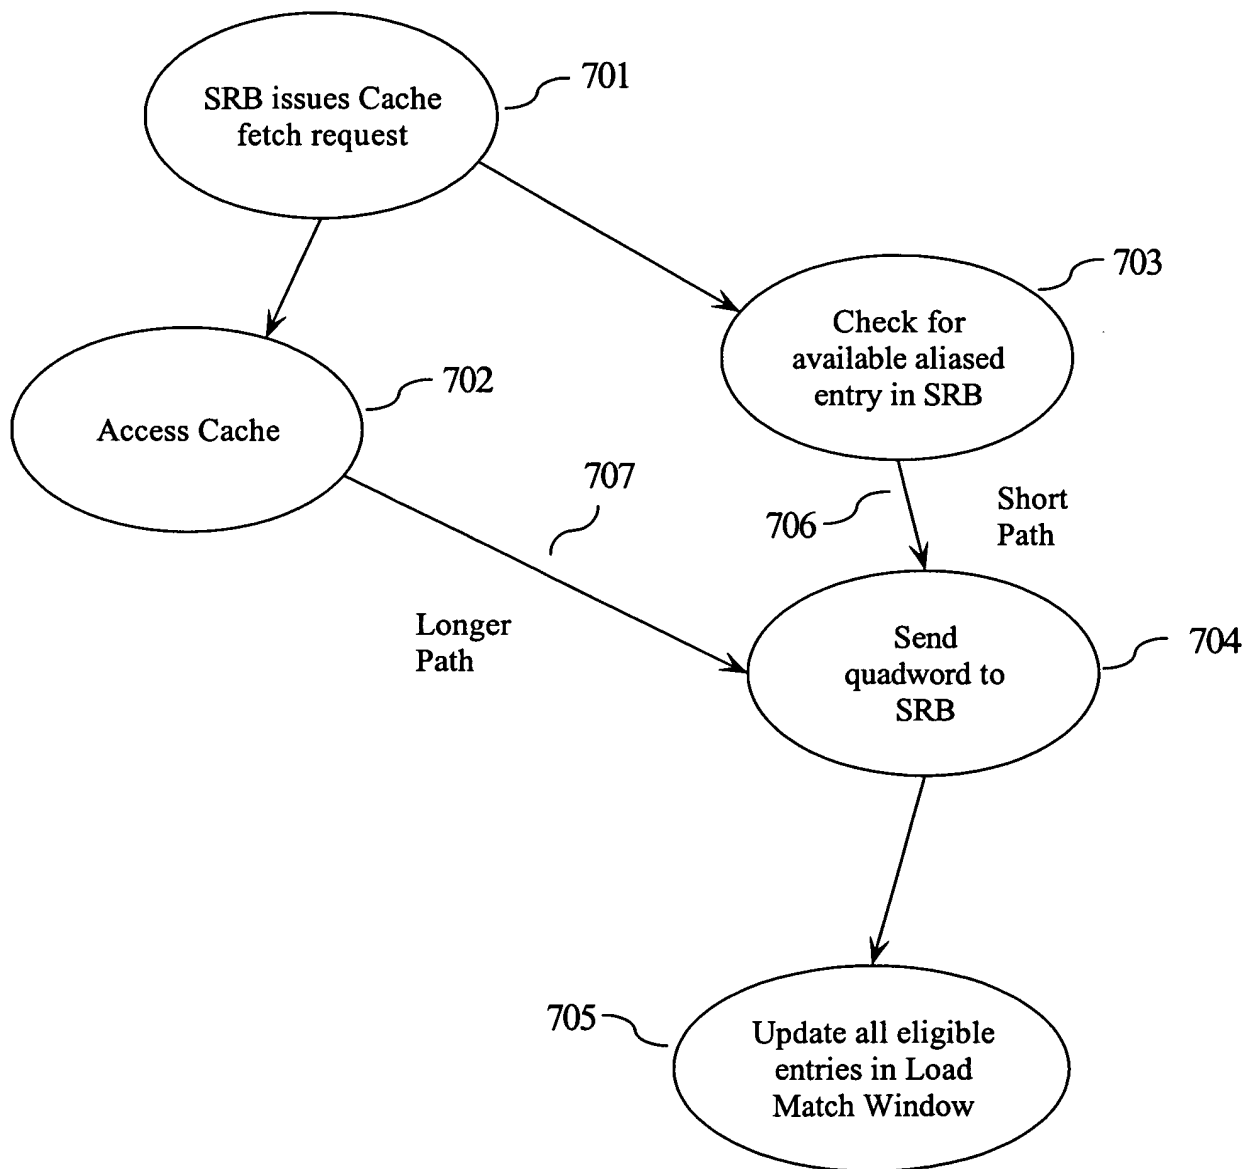 701
SRB issues Cache
fetch request
703
Check for
available aliased
entry in SRB
702
Access Cache
707
706
Short
Path
Longer
Path
704
Send
quadword to
SRB
705
Update all eligible
entries in Load
Match Window